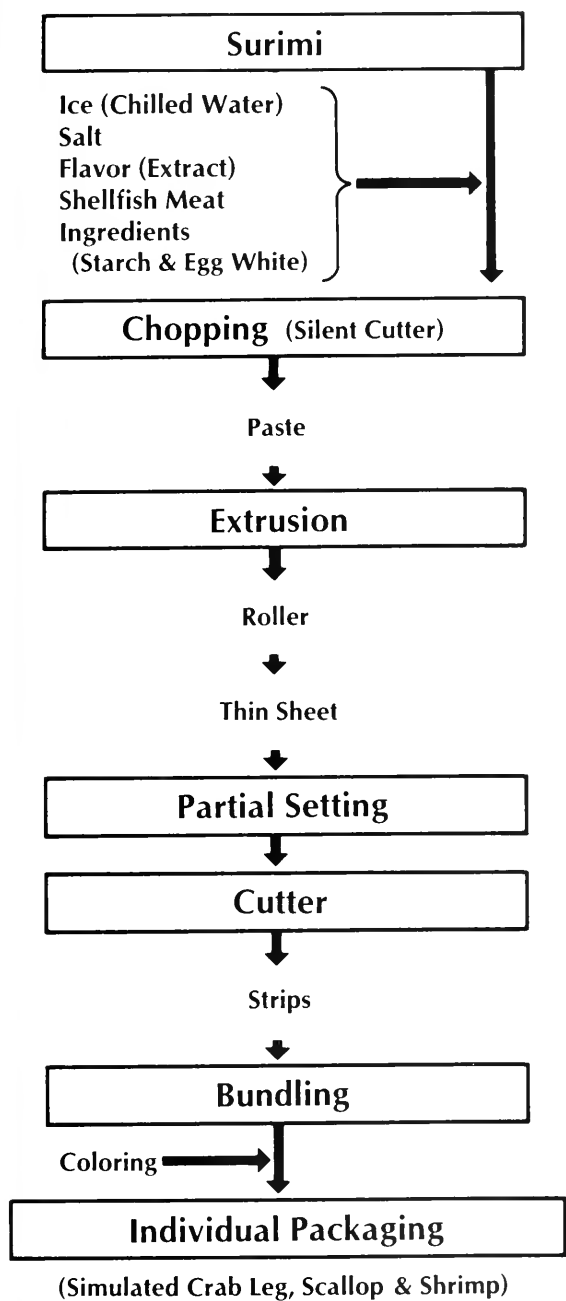 Surimi
Ice (Chilled Water)
Salt
Flavor (Extract)
Shellfish Meat
Ingredients
(Starch & Egg White)
Chopping (Silent Cutter)
Paste
Extrusion
Roller
Thin Sheet
Partial Setting
Cutter
Strips
Bundling
Coloring
Individual Packaging
(Simulated Crab Leg, Scallop & Shrimp)